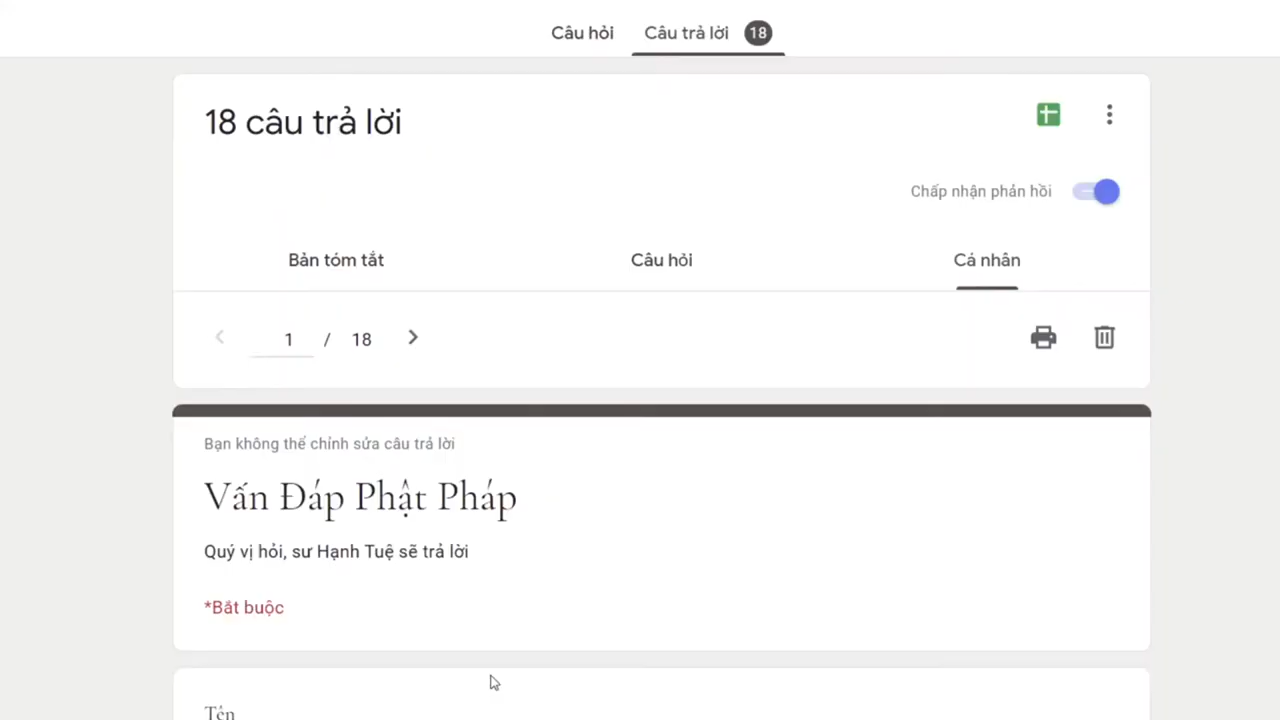 Câu hỏi Câu trả lời 18
18 câu trả lời
Chấp nhận phản hồi
Bản tóm tắt Câu hỏi Cá nhân
1 / 18
Bạn không thể chỉnh sửa câu trả lời
Vấn Đáp Phật Pháp
Quý vị hỏi, sư Hạnh Tuệ sẽ trả lời
*Bắt buộc
Tên